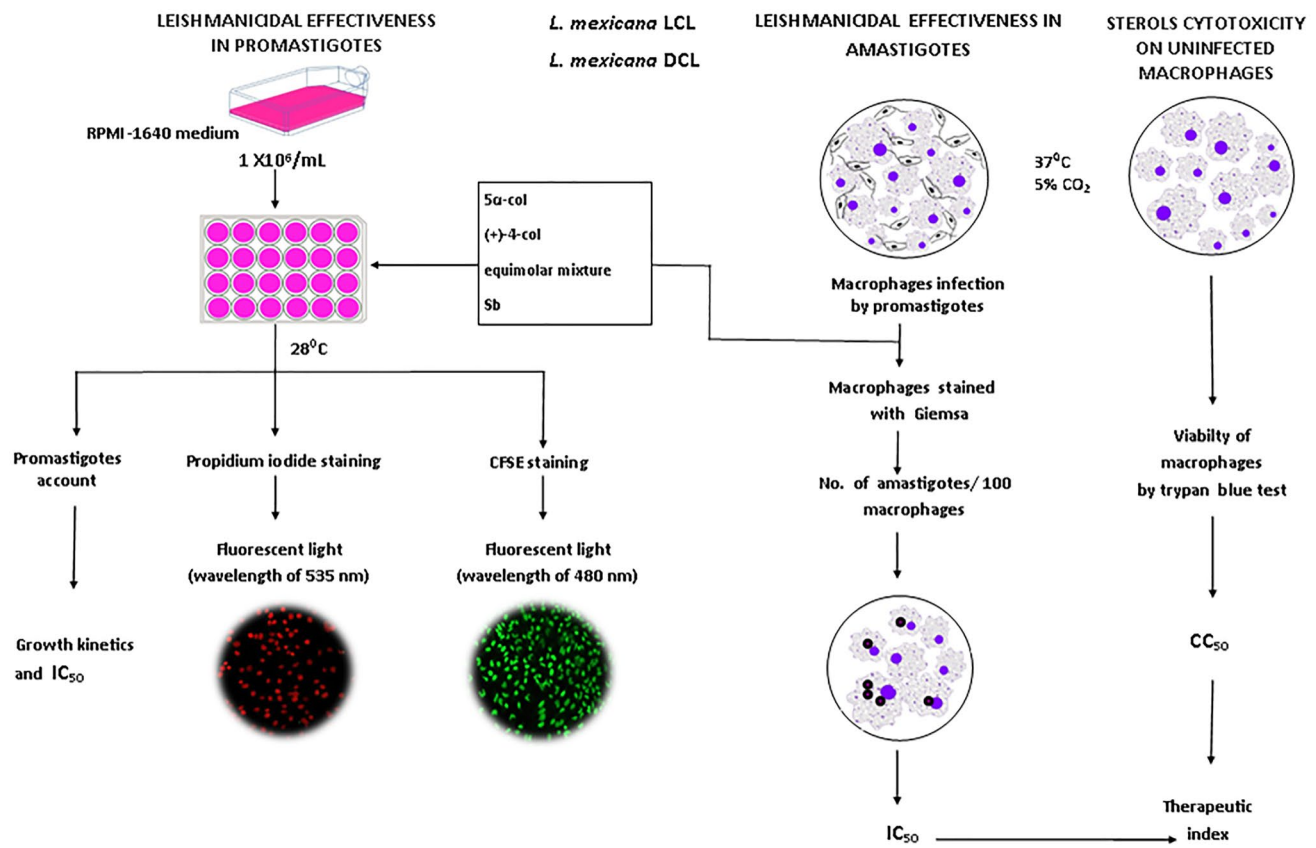 LEISHMANICIDAL EFFECTIVENESS
IN PROMASTIGOTES
RPMI-1640 medium
1 X10⁶/mL
28⁰C
Promastigotes
account
Growth kinetics
and IC₅₀
Propidium iodide staining
Fluorescent light
(wavelength of 535 nm)
CFSE staining
Fluorescent light
(wavelength of 480 nm)
L. mexicana LCL
L. mexicana DCL
5α-col
(+)-4-col
equimolar mixture
Sb
LEISHMANICIDAL EFFECTIVENESS IN
AMASTIGOTES
37⁰C
5% CO₂
Macrophages infection
by promastigotes
Macrophages stained
with Giemsa
No. of amastigotes/ 100
macrophages
IC₅₀
STEROLS CYTOTOXICITY
ON UNINFECTED
MACROPHAGES
Viabilty of
macrophages
by trypan blue test
CC₅₀
Therapeutic
index